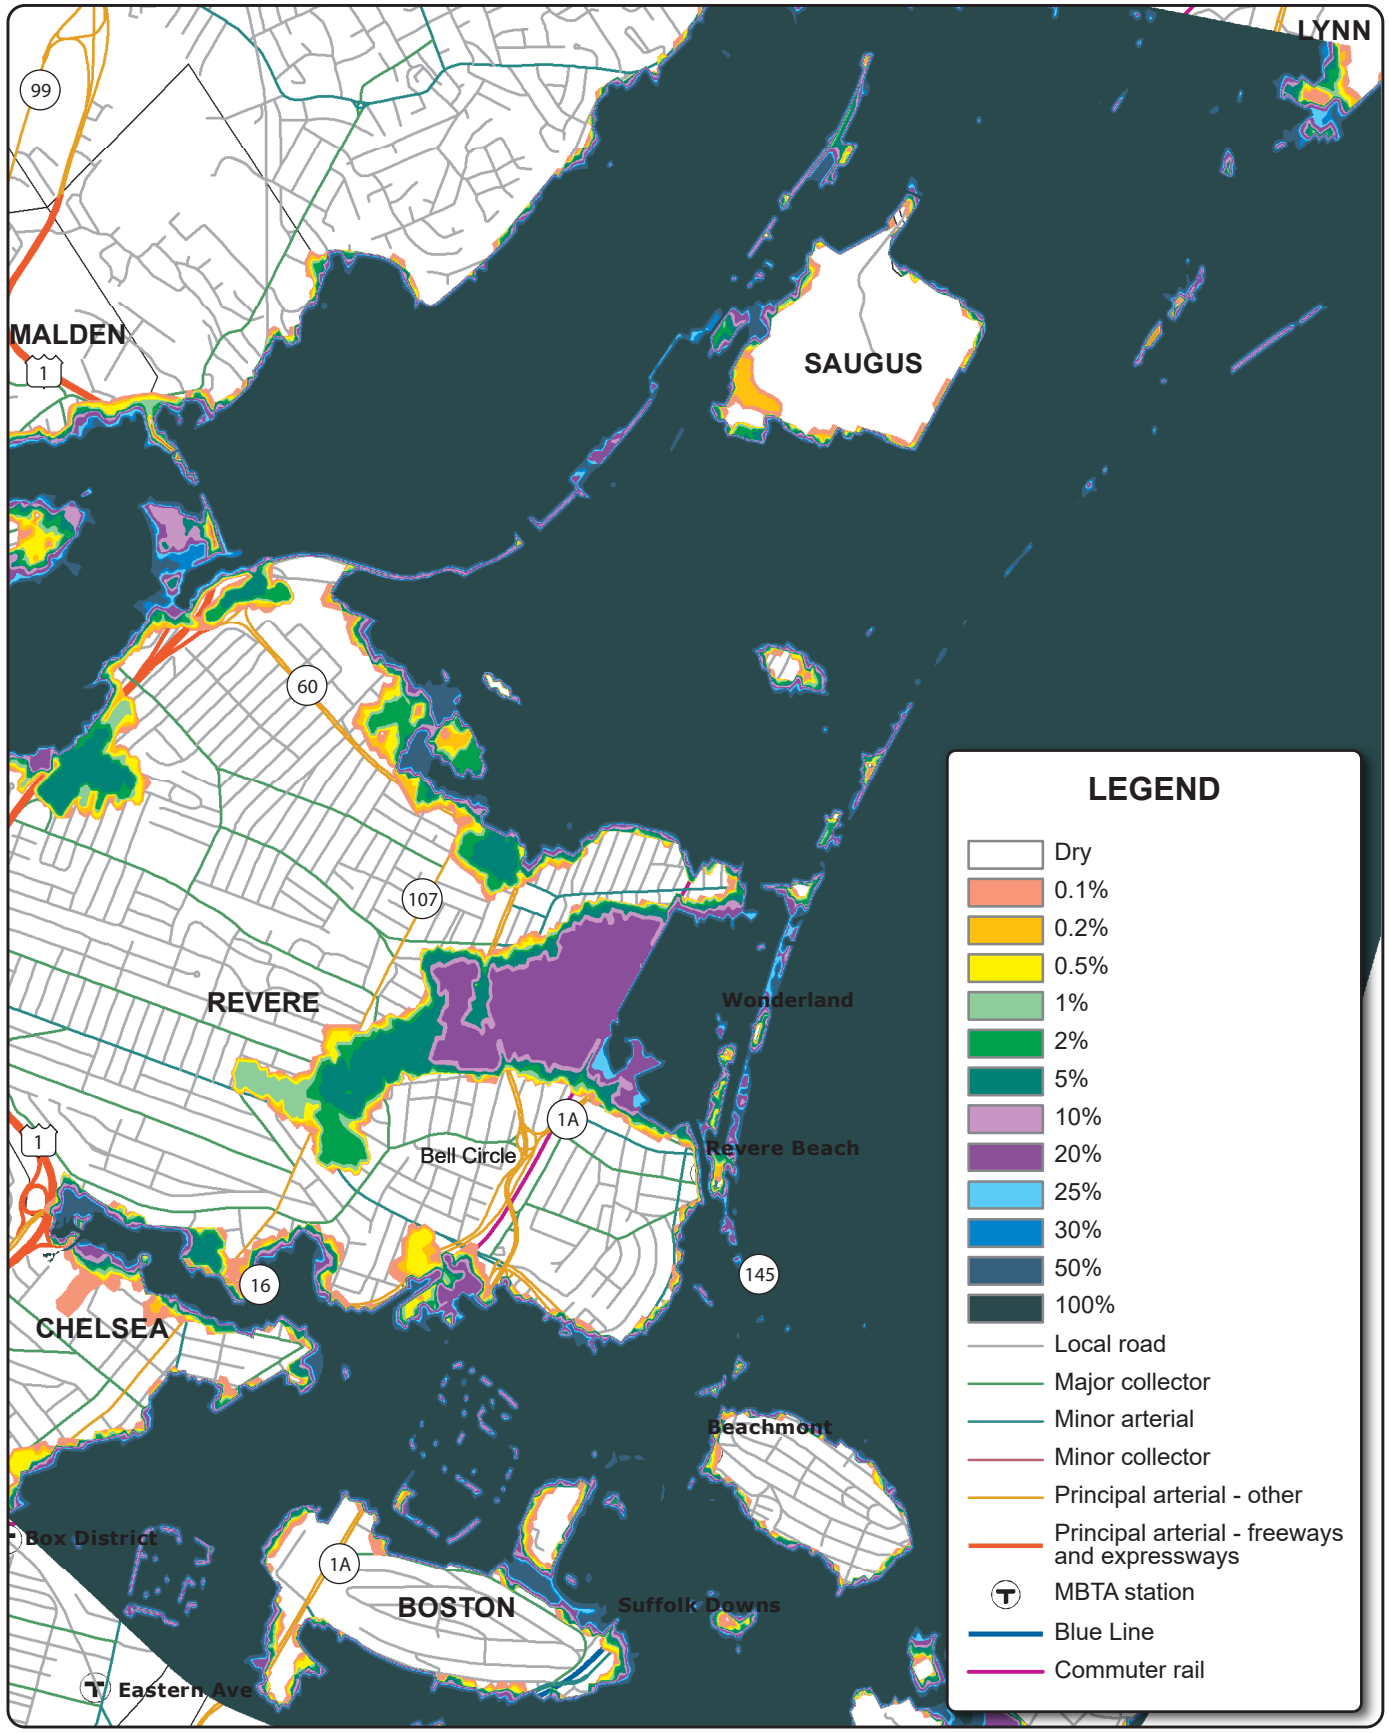 LYNN
99
MALDEN
1
SAUGUS
60
107
REVERE
Wonderland
1A
1
Bell Circle
Revere Beach
16
145
CHELSEA
Beachmont
Box District
1A
BOSTON
Suffolk Downs
T Eastern Ave
LEGEND
Dry
0.1%
0.2%
0.5%
1%
2%
5%
10%
20%
25%
30%
50%
100%
Local road
Major collector
Minor arterial
Minor collector
Principal arterial - other
Principal arterial - freeways
and expressways
T MBTA station
Blue Line
Commuter rail